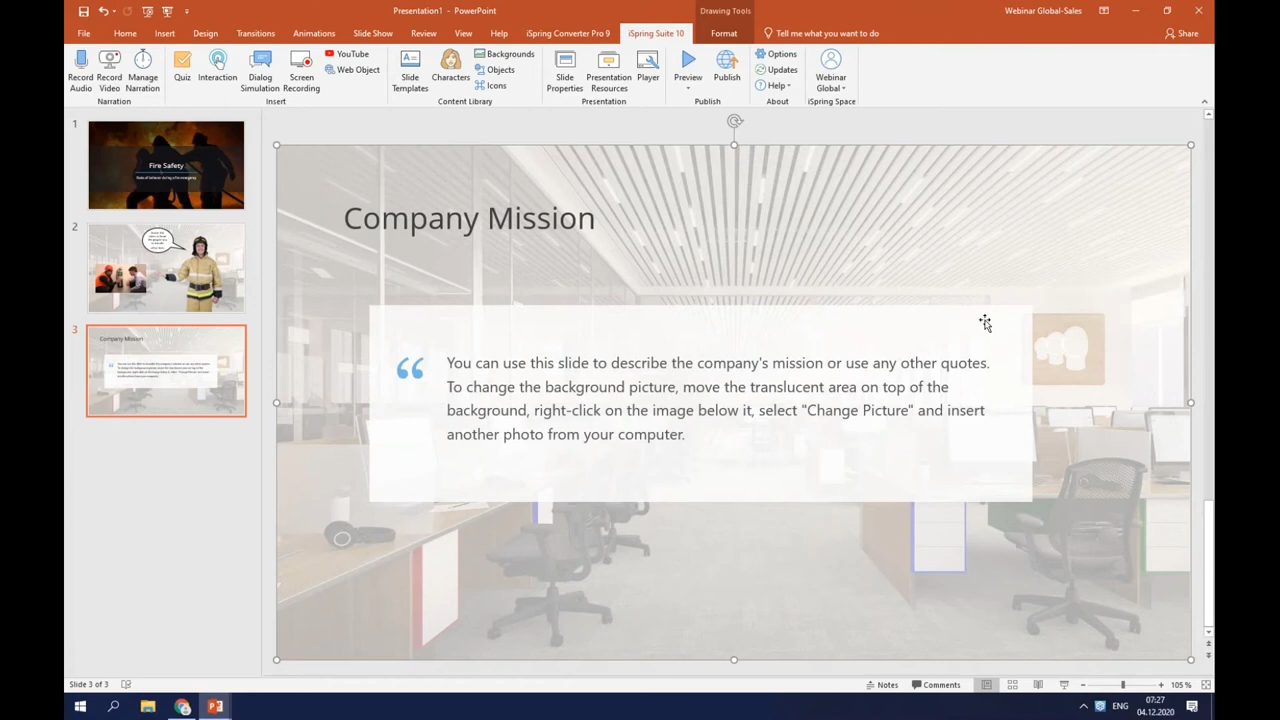 Presentation1 - PowerPoint
Drawing Tools
Webinar Global-Sales
File Home Insert Design Transitions Animations Slide Show Review View Help iSpring Converter Pro 9 iSpring Suite 10 Format Tell me what you want to do Share
Record Audio
Record Video
Manage Narration
Narration
Quiz
Interaction
Dialog Simulation
Screen Recording
YouTube
Web Object
Insert
Slide Templates
Characters
Backgrounds
Objects
Icons
Content Library
Slide Properties
Presentation Resources
Player
Presentation
Preview
Publish
Publish
Options
Updates
Help
About
Webinar Global
iSpring Space
1
Fire Safety
2
3
Company Mission
Company Mission
“
You can use this slide to describe the company's mission or use any other quotes.
To change the background picture, move the translucent area on top of the
background, right-click on the image below it, select "Change Picture" and insert
another photo from your computer.
Slide 3 of 3
Notes
Comments
105 %
ENG
07:27
04.12.2020